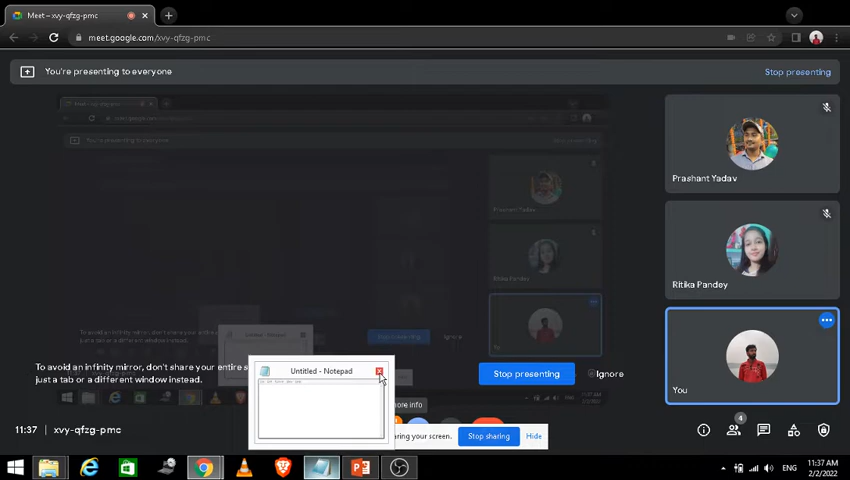 Meet – xvy-qfzg-pmc
meet.google.com/xvy-qfzg-pmc
You're presenting to everyone
Stop presenting
Prashant Yadav
Ritika Pandey
You
To avoid an infinity mirror, don't share your entire s
just a tab or a different window instead.
Stop presenting
Ignore
Untitled - Notepad
more info
aring your screen.
Stop sharing
Hide
11:37
xvy-qfzg-pmc
4
ENG
11:37 AM
2/2/2022